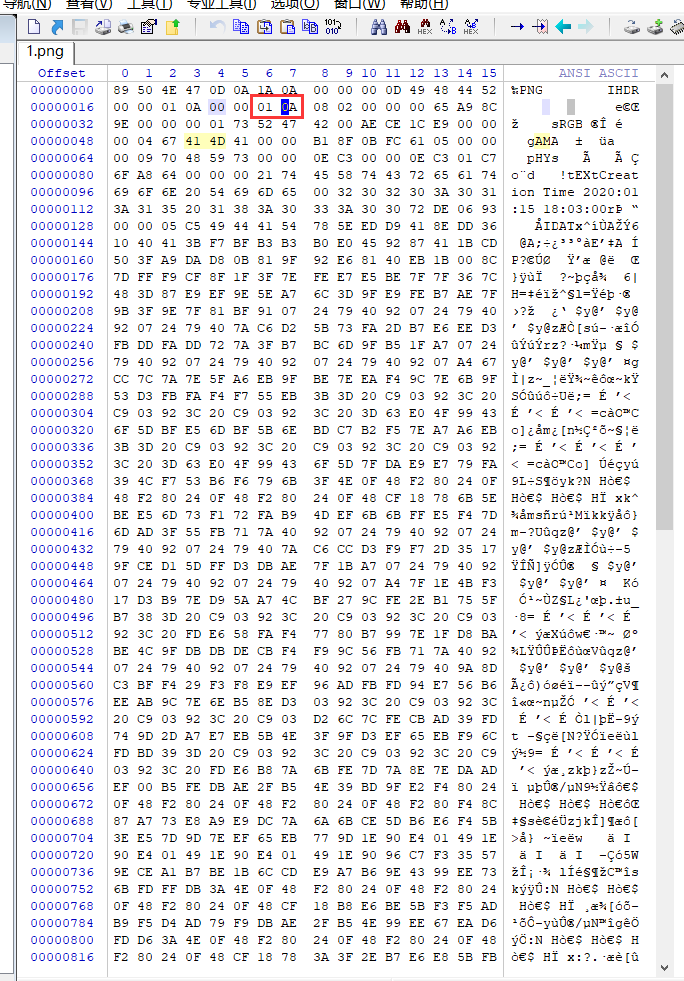 导航(N) 查看(V) 工具(T) 专业工具(I) 选项(O) 窗口(W) 帮助(H)
1.png
Offset 0 1 2 3 4 5 6 7 8 9 10 11 12 13 14 15 ANSI ASCII
00000000 89 50 4E 47 0D 0A 1A 0A 00 00 00 0D 49 48 44 52 ‰PNG IHDR
00000016 00 00 01 0A 00 00 01 0A 08 02 00 00 00 65 A9 8C e©Œ
00000032 9E 00 00 00 01 73 52 47 42 00 AE CE 1C E9 00 00 ž sRGB ®Î é
00000048 00 04 67 41 4D 41 00 00 B1 8F 0B FC 61 05 00 00 gAMA ± üa
00000064 00 09 70 48 59 73 00 00 0E C3 00 00 0E C3 01 C7 pHYs Ã Ã Ç
00000080 6F A8 64 00 00 00 21 74 45 58 74 43 72 65 61 74 o¨d !tEXtCreat
00000096 69 6F 6E 20 54 69 6D 65 00 32 30 32 30 3A 30 31 ion Time 2020:01
00000112 3A 31 35 20 31 38 3A 30 33 3A 30 30 72 DE 06 93 :15 18:03:00rÞ “
00000128 00 00 05 C5 49 44 41 54 78 5E ED D9 41 8E DD 36 ÅIDATx^íÙAŽÝ6
00000144 10 40 41 3B F7 BF B3 B3 B0 E0 45 92 87 41 1B CD @A;÷¿³³°àE’‡A Í
00000160 50 3F A9 DA D8 0B 81 9F 92 E6 81 40 EB 1B 00 8C P?©ÚØ Ÿ’æ @ë Œ
00000176 7D FF F9 CF 8F 1F 3F 7E FE E7 E5 BE 7F 7F 36 7C }ÿùÏ ?~þçå¾ 6|
00000192 48 3D 87 E9 EF 9E 5E A7 6C 3D 9F E9 FE B7 AE 7F H=‡éïž^§l=Ÿéþ·®
00000208 9B 3F 9E 7F 81 BF 91 07 24 79 40 92 07 24 79 40 ›?ž ¿‘ $y@’ $y@
00000224 92 07 24 79 40 7A C6 D2 5B 73 FA 2D B7 E6 EE D3 ’ $y@zÆÒ[sú-·æîÓ
00000240 FB DD FA DD 72 7A 3F B7 BC 6D 9F B5 1F A7 07 24 ûÝúÝrz?·¼mŸµ § $
00000256 79 40 92 07 24 79 40 92 07 24 79 40 92 07 A4 67 y@’ $y@’ $y@’ ¤g
00000272 CC 7C 7A 7E 5F A6 EB 9F BE 7E EA F4 9C 7E 6B 9F Ì|z~_¦ëŸ¾~êôœ~kŸ
00000288 53 D3 FB FA F4 F7 55 EB 3B 3D 20 C9 03 92 3C 20 SÓûúô÷Uë;= É ’<
00000304 C9 03 92 3C 20 C9 03 92 3C 20 3D 63 E0 4F 99 43 É ’< É ’< =càO™C
00000320 6F 5D BF E5 6D BF 5B 6E BD C7 B2 F5 7E A7 A6 EB o]¿åm¿[n½Ç²õ~§¦ë
00000336 3B 3D 20 C9 03 92 3C 20 C9 03 92 3C 20 C9 03 92 ;= É ’< É ’< É ’
00000352 3C 20 3D 63 E0 4F 99 43 6F 5D 7F DA E9 E7 79 FA < =càO™Co] Úéçyú
00000368 39 4C F7 53 B6 F6 79 6B 3F 4E 0F 48 F2 80 24 0F 9L÷S¶öyk?N Hò€$
00000384 48 F2 80 24 0F 48 F2 80 24 0F 48 CF 18 78 6B 5E Hò€$ Hò€$ HÏ xk^
00000400 BE E5 6D 73 F1 72 FA B9 4D EF 6B 6B FF E5 F4 7D
00000416 6D AD 3F 55 FB 71 7A 40 92 07 24 79 40 92 07 24
00000432 79 40 92 07 24 79 40 7A C6 CC D3 F9 F7 2D 35 17
00000448 9F CE D1 5D FF D3 DB AE 7F 1B A7 07 24 79 40 92
00000464 07 24 79 40 92 07 24 79 40 92 07 A4 7F 1E 4B F3
00000480 17 D3 B9 7E D9 5A A7 4C BF 27 9C FE 2E B1 75 5F
00000496 B7 38 3D 20 C9 03 92 3C 20 C9 03 92 3C 20 C9 03 ·8= É ’< É ’< É
00000512 92 3C 20 FD E6 58 FA F4 77 80 B7 99 7E 1F D8 BA ’< ýæXúôw€·™~ Øº
00000528 BE 4C 9F DB DB DE CB F4 F9 9C 56 FB 71 7A 40 92 ¾LŸÛÛÞËôùœVûqz@’
00000544 07 24 79 40 92 07 24 79 40 92 07 24 79 40 9A 8D $y@’ $y@’ $y@š
00000560 C3 BF F4 29 F3 F8 E9 EF 96 AD FB FD 94 E7 56 B6
00000576 EE AB 9C 7E 6E B5 8E D3 03 92 3C 20 C9 03 92 3C
00000592 20 C9 03 92 3C 20 C9 03 D2 6C 7C FE CB AD 39 FD
00000608 74 9D 2D A7 E7 EB 5B 4E 3F 9F D3 EF 65 EB F9 6C
00000624 FD BD 39 3D 20 C9 03 92 3C 20 C9 03 92 3C 20 C9
00000640 03 92 3C 20 FD E6 B8 7A 6B FE 7D 7A 8E 7E DA AD
00000656 EF 00 B5 FE DB AE 2F B5 4E 39 BD 9F E2 F4 80 24
00000672 0F 48 F2 80 24 0F 48 F2 80 24 0F 48 F2 80 F4 8C
00000688 87 A7 73 E8 A9 E9 DC 7A 6A 6B CE 5D B6 E6 F4 5B
00000704 3E E5 7D 9D 7E EF 65 EB 77 9D 1E 90 E4 01 49 1E
00000720 90 E4 01 49 1E 90 E4 01 49 1E 90 96 C7 F3 35 57
00000736 9E CE A1 B7 BE 1B 6C CD E9 A7 B6 9E 43 99 EE 73
00000752 6B FD FF DB 3A 4E 0F 48 F2 80 24 0F 48 F2 80 24 kýÿÛ:N Hò€$ Hò€$
00000768 0F 48 F2 80 24 0F 48 CF 18 B8 E6 BE 5B F3 F5 AD
00000784 B9 F5 D4 AD 79 F9 DB AE 2F B5 4E 99 EE 67 EA D6
00000800 FD D6 3A 4E 0F 48 F2 80 24 0F 48 F2 80 24 0F 48 ýÖ:N Hò€$ Hò€$ H
00000816 F2 80 24 0F 48 CF 18 78 3A 3F 2E B7 E6 E8 5B FB ò€$ HÏ x:?.·æè[û